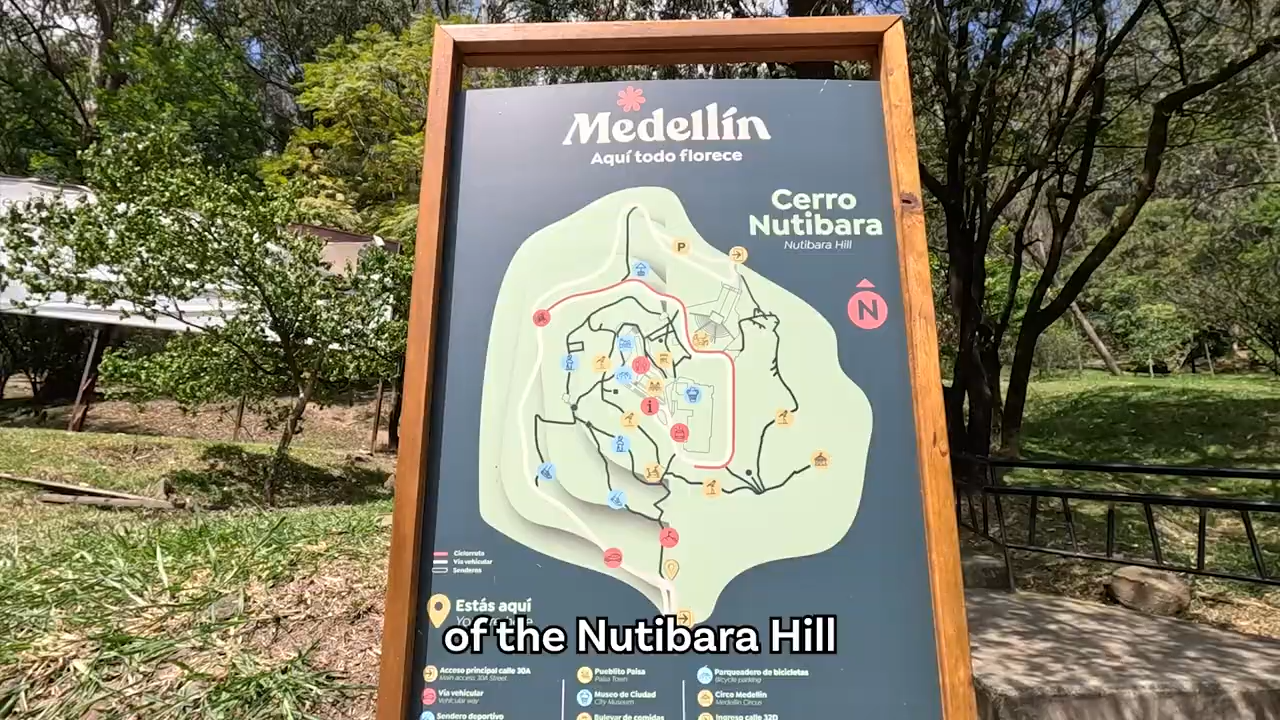 Medellín
Aquí todo florece
Cerro
Nutibara
Nutibara Hill
P
N
i
Ciclorruta
Vía vehicular
Senderos
Estás aquí
of the Nutibara Hill
Acceso principal calle 30A
Main access 30A Street
Vía vehicular
Vehicular way
Sendero deportivo
Pueblito Paisa
Paisa Town
Museo de Ciudad
City Museum
Bulevar de comidas
Parqueadero de bicicletas
Bicycle parking
Circo Medellín
Medellin Circus
Ingreso calle 32D